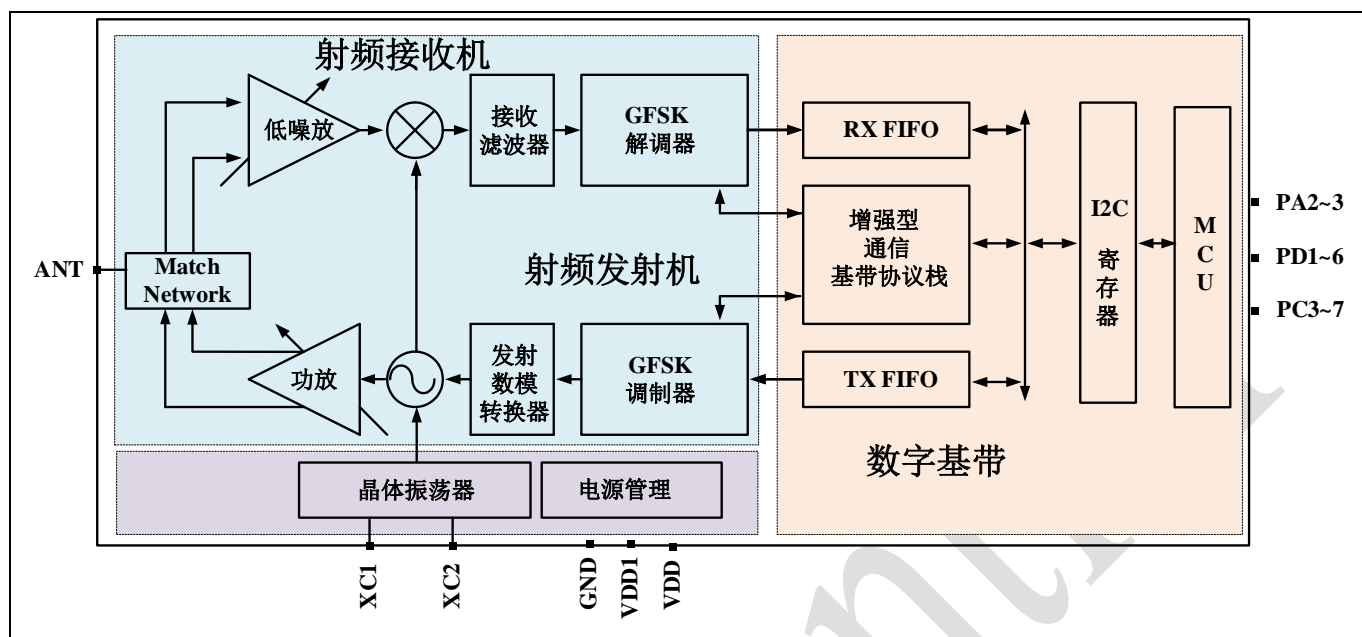 射频接收机
低噪放
接收
滤波器
GFSK
解调器
RX FIFO
增强型
通信
基带协议栈
I2C
寄
存
器
M
C
U
PA2~3
PD1~6
PC3~7
ANT
Match
Network
射频发射机
功放
发射
数模
转换器
GFSK
调制器
TX FIFO
数字基带
晶体振荡器
电源管理
XC1
XC2
GND
VDD1
VDD